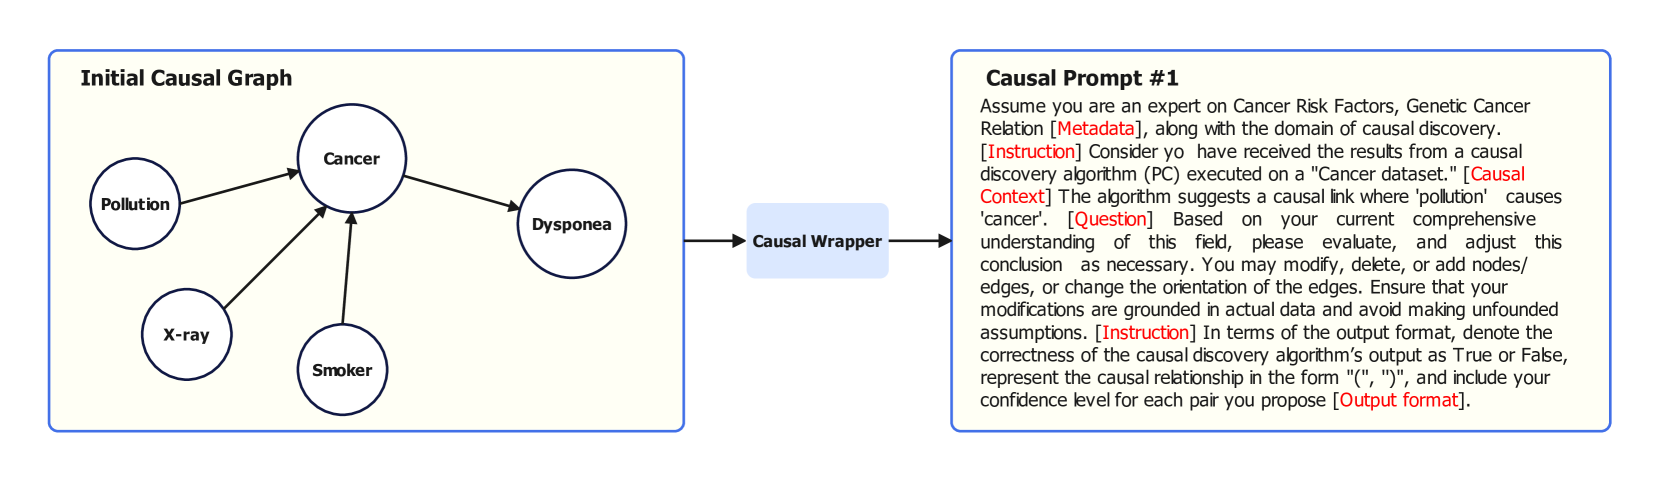 Initial Causal Graph
Cancer
Pollution
Dysponea
X-ray
Smoker
Causal Wrapper
Causal Prompt #1
Assume you are an expert on Cancer Risk Factors, Genetic Cancer
Relation [Metadata], along with the domain of causal discovery.
[Instruction] Consider yo have received the results from a causal
discovery algorithm (PC) executed on a "Cancer dataset." [Causal
Context] The algorithm suggests a causal link where 'pollution' causes
'cancer'. [Question] Based on your current comprehensive
understanding of this field, please evaluate, and adjust this
conclusion as necessary. You may modify, delete, or add nodes/
edges, or change the orientation of the edges. Ensure that your
modifications are grounded in actual data and avoid making unfounded
assumptions. [Instruction] In terms of the output format, denote the
correctness of the causal discovery algorithm’s output as True or False,
represent the causal relationship in the form "(", ")", and include your
confidence level for each pair you propose [Output format].